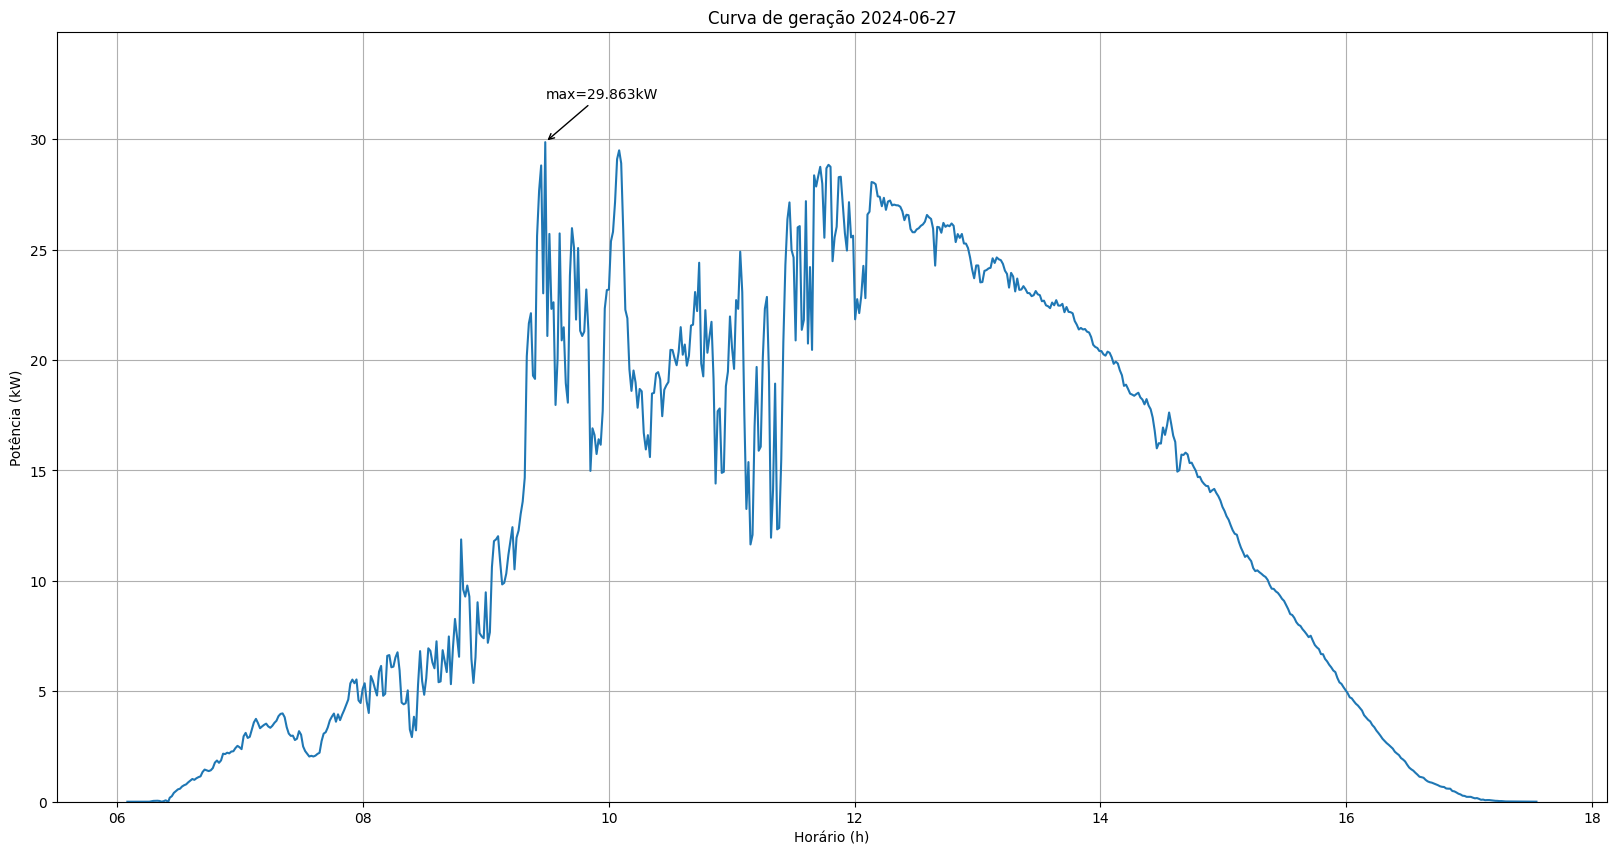 Curva de geração 2024-06-27
max=29.863kW
Potência (kW)
30
25
20
15
10
5
0
06 08 10 12 14 16 18
Horário (h)